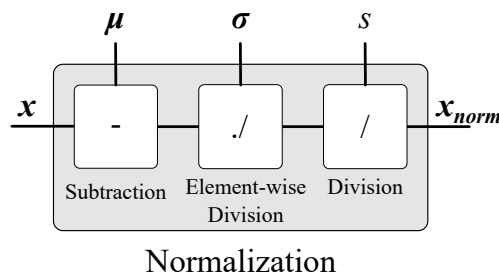 μ σ s
x - ./ / x_norm
Subtraction Element-wise Division Division
Normalization